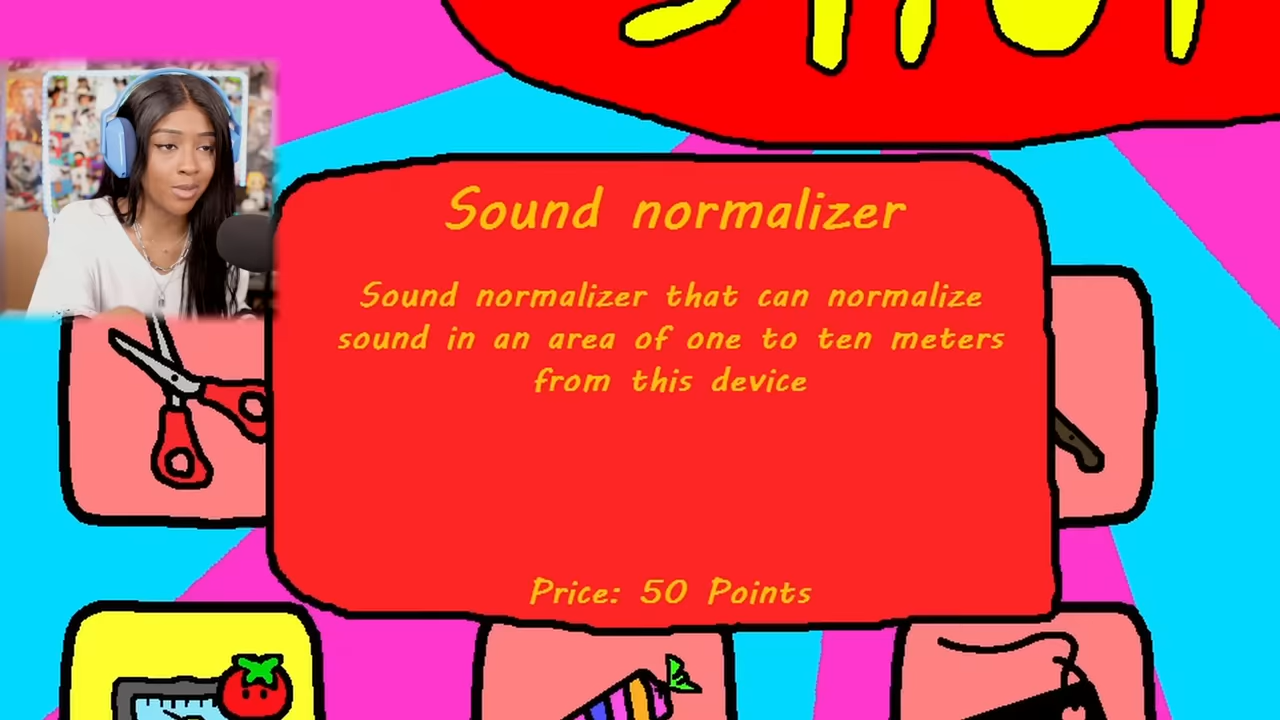 Sound normalizer
Sound normalizer that can normalize
sound in an area of one to ten meters
from this device
Price: 50 Points